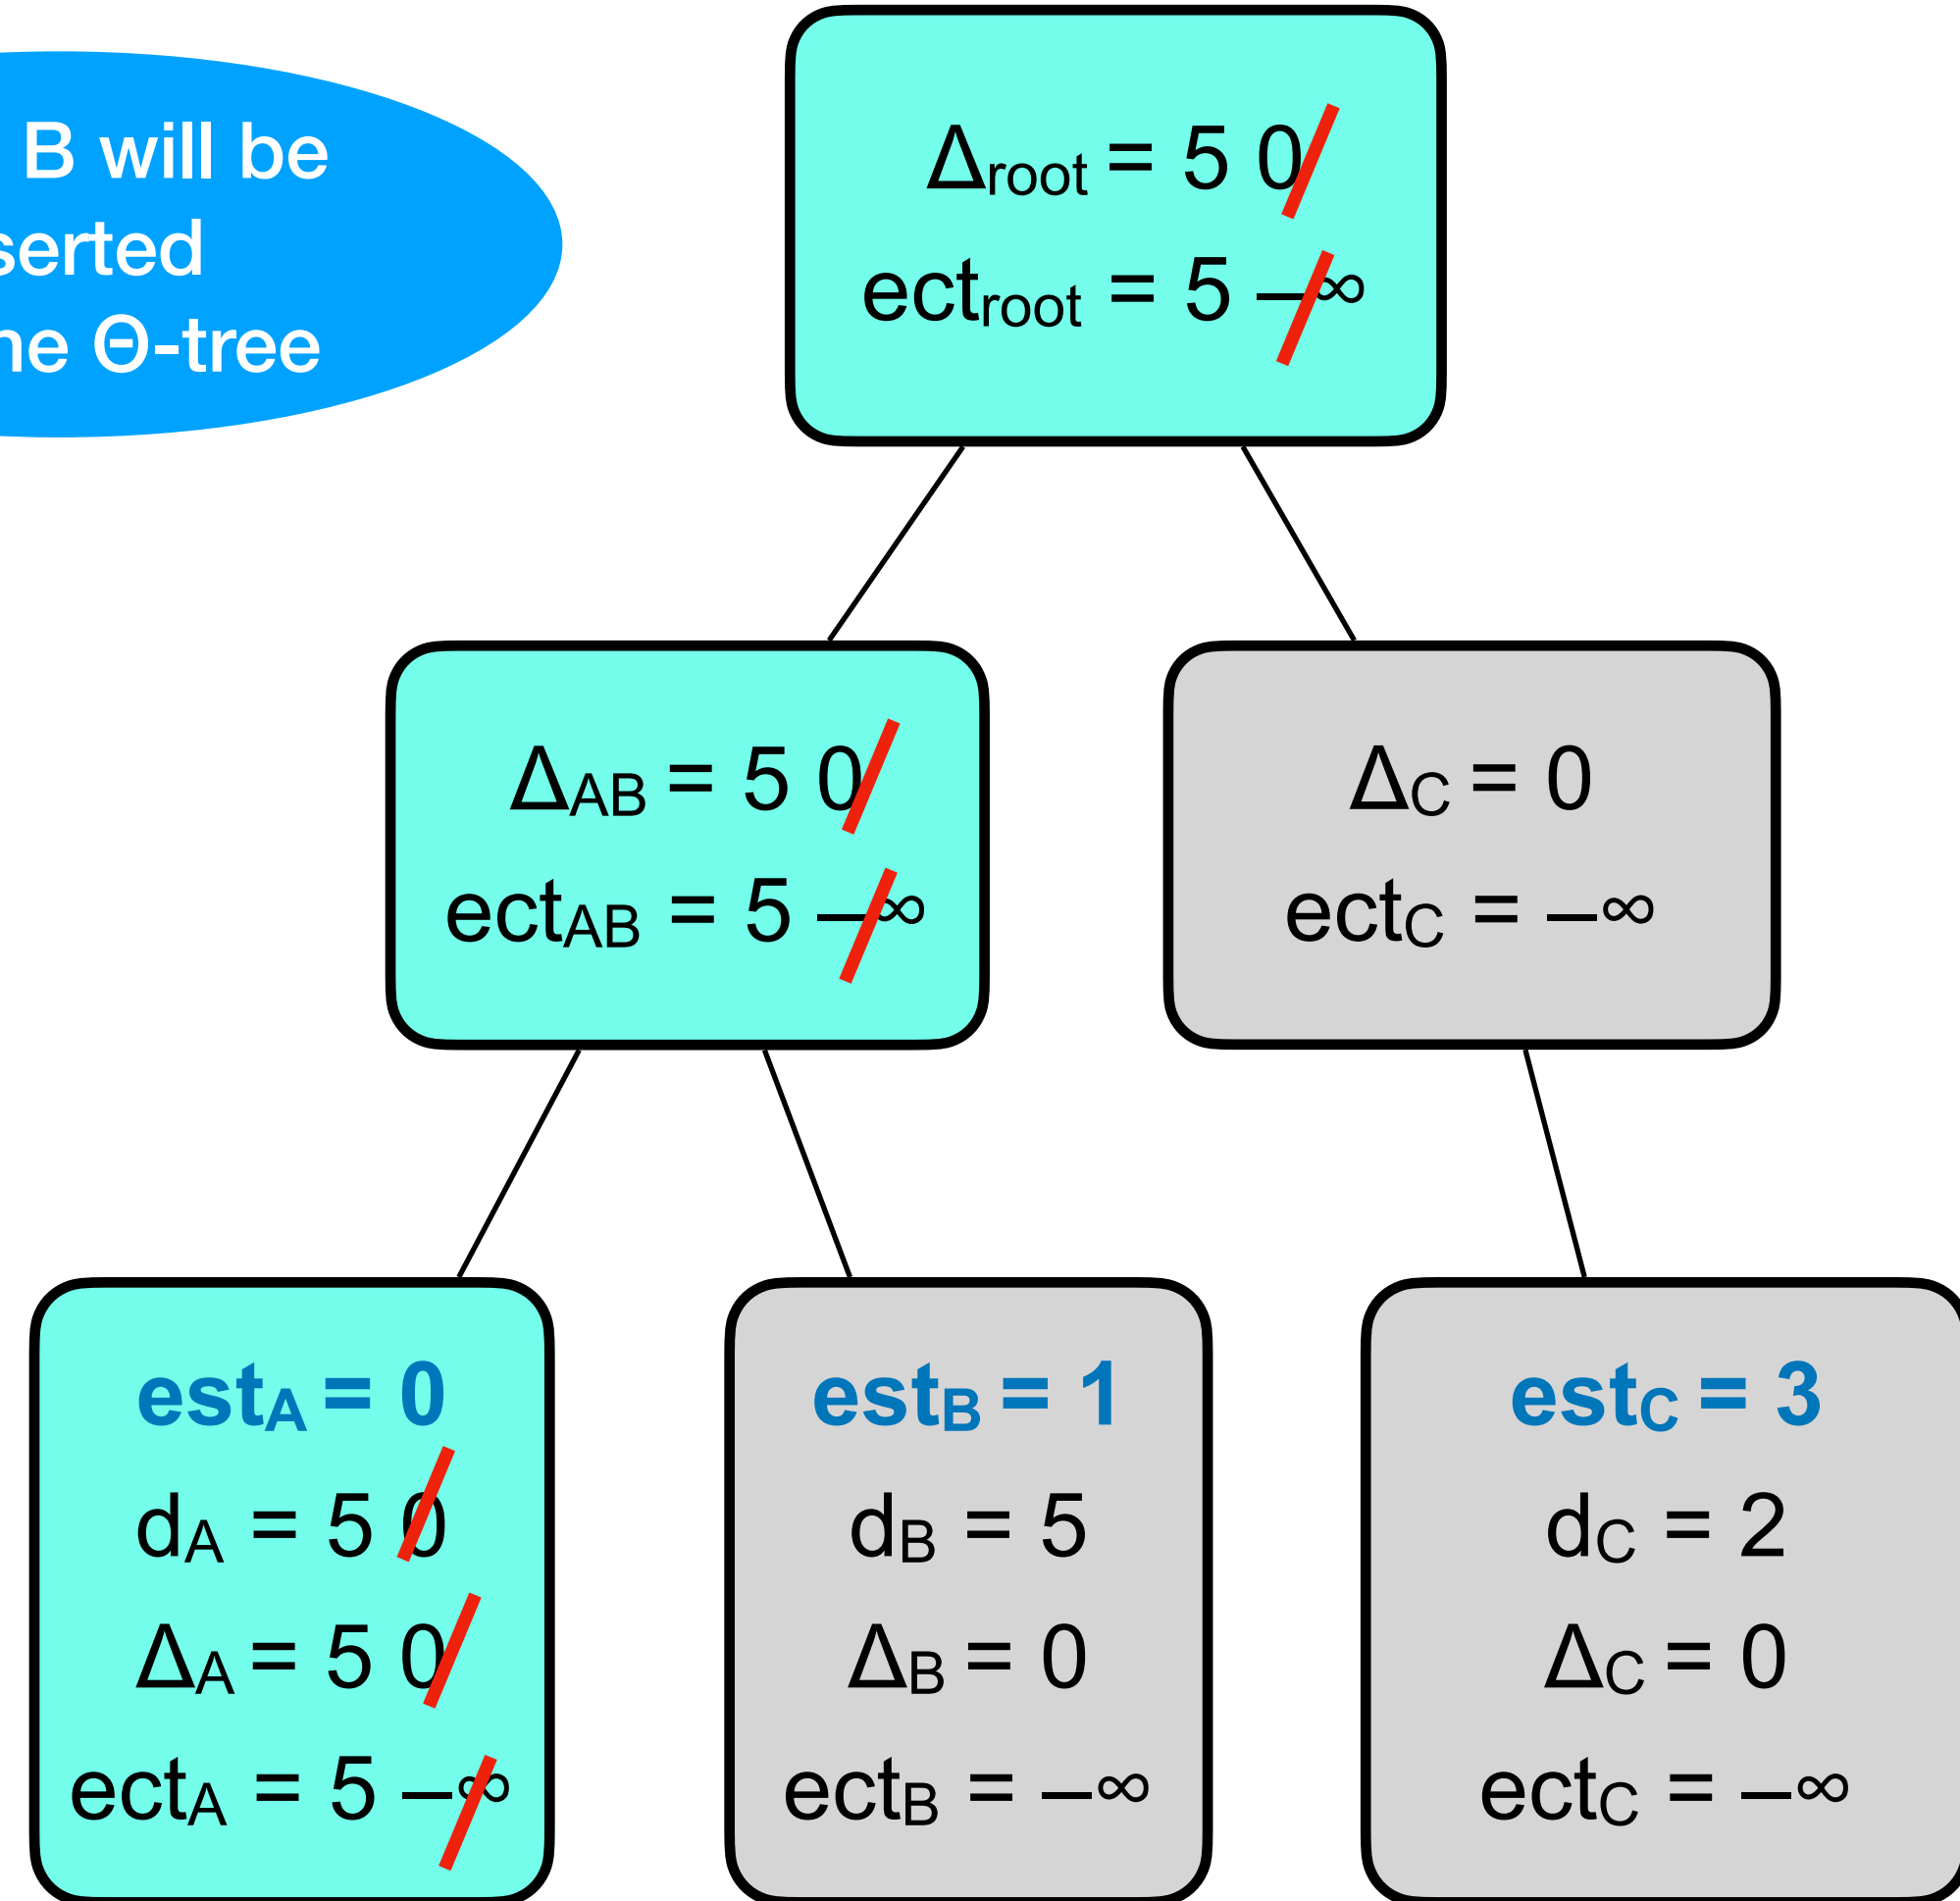 B will be
serted
ne Θ-tree
Δroot = 5 0
ectroot = 5 –∞
ΔAB = 5 0
ectAB = 5 –∞
ΔC = 0
ectC = –∞
estA = 0
dA = 5 0
ΔA = 5 0
ectA = 5 –∞
estB = 1
dB = 5
ΔB = 0
ectB = –∞
estC = 3
dC = 2
ΔC = 0
ectC = –∞